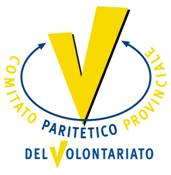 COMITATO PARITETICO PROVINCIALE
DEL VOLONTARIATO